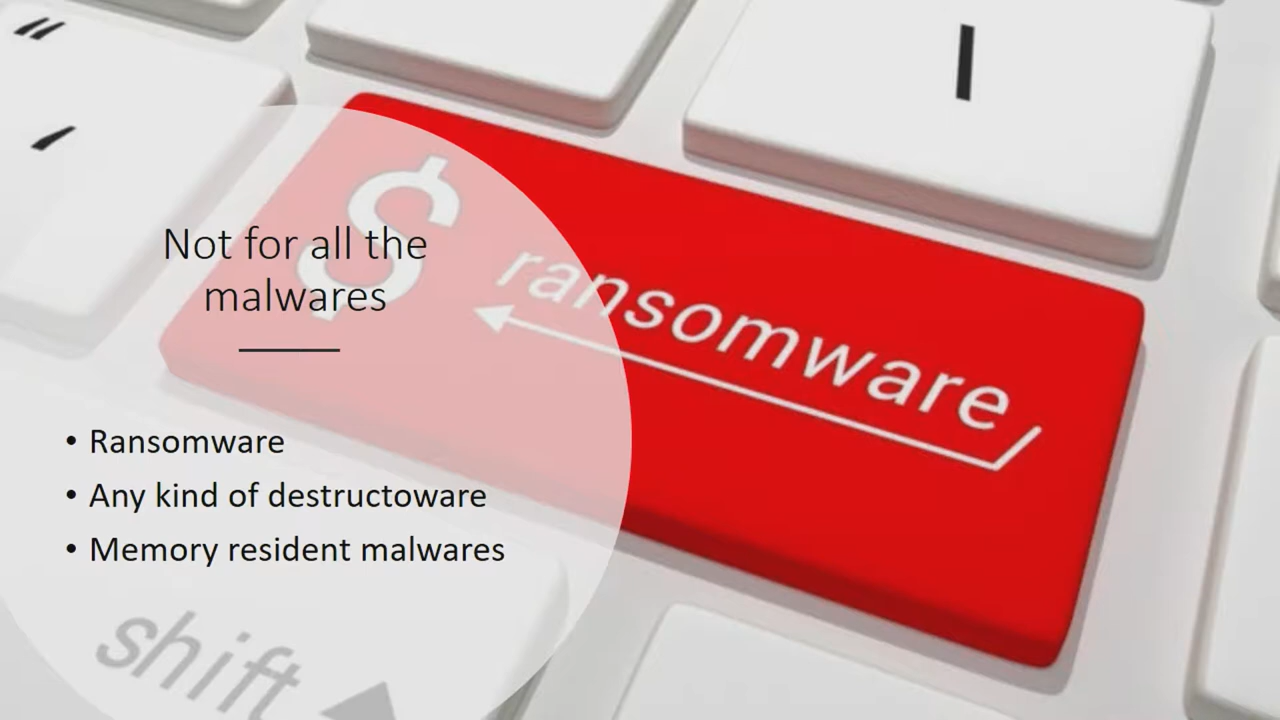 Not for all the
malwares
• Ransomware
• Any kind of destructoware
• Memory resident malwares
$
ransomware
shift